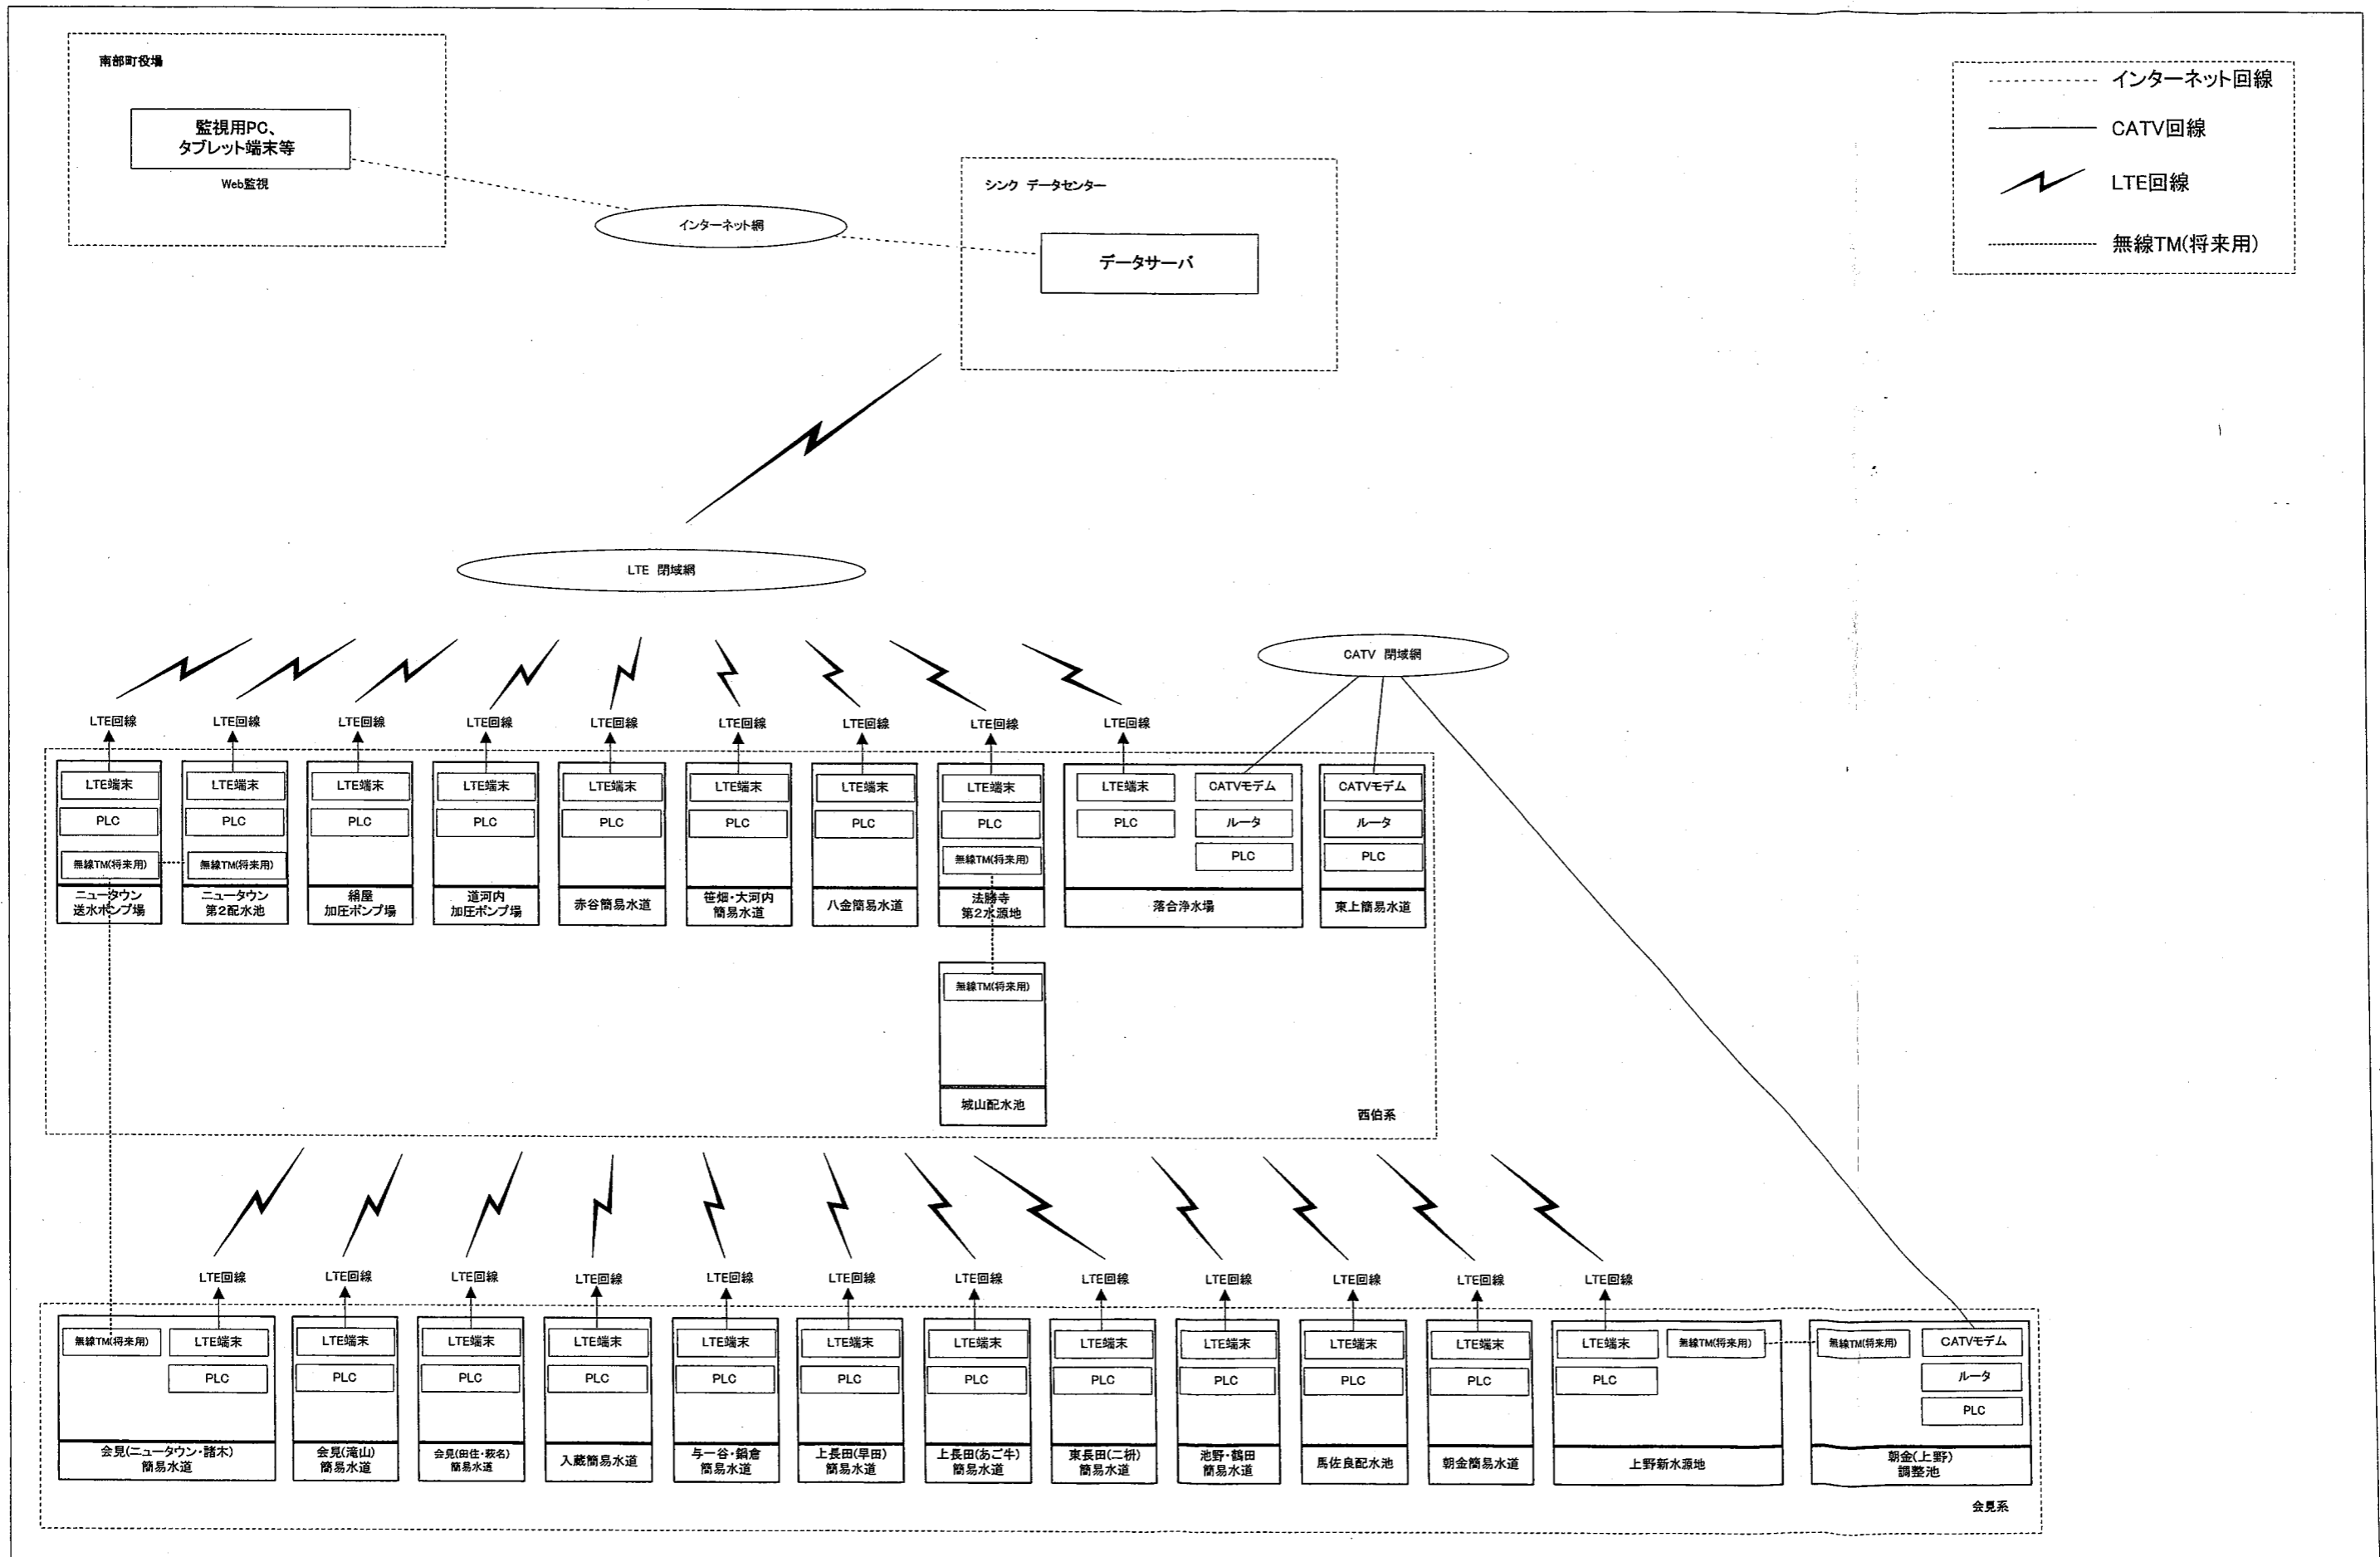 南部町役場
監視用PC、
タブレット端末等
Web監視
インターネット網
シンク データセンター
データサーバ
インターネット回線
CATV回線
LTE回線
無線TM(将来用)
LTE 閉域網
CATV 閉域網
LTE回線
LTE回線
LTE回線
LTE回線
LTE回線
LTE回線
LTE回線
LTE回線
LTE回線
LTE端末
PLC
無線TM(将来用)
ニュータウン
送水ポンプ場
LTE端末
PLC
無線TM(将来用)
ニュータウン
第2配水池
LTE端末
PLC
絹屋
加圧ポンプ場
LTE端末
PLC
道河内
加圧ポンプ場
LTE端末
PLC
赤谷簡易水道
LTE端末
PLC
笹畑・大河内
簡易水道
LTE端末
PLC
八金簡易水道
LTE端末
PLC
無線TM(将来用)
法勝寺
第2水源地
LTE端末
PLC
CATVモデム
ルータ
PLC
落合浄水場
CATVモデム
ルータ
PLC
東上簡易水道
無線TM(将来用)
城山配水池
西伯系
LTE回線
LTE回線
LTE回線
LTE回線
LTE回線
LTE回線
LTE回線
LTE回線
LTE回線
LTE回線
LTE回線
LTE回線
無線TM(将来用)
LTE端末
PLC
会見(ニュータウン・諸木)
簡易水道
LTE端末
PLC
会見(滝山)
簡易水道
LTE端末
PLC
会見(田住・萩名)
簡易水道
LTE端末
PLC
入蔵簡易水道
LTE端末
PLC
与一谷・鍋倉
簡易水道
LTE端末
PLC
上長田(早田)
簡易水道
LTE端末
PLC
上長田(あご牛)
簡易水道
LTE端末
PLC
東長田(二枡)
簡易水道
LTE端末
PLC
池野・鶴田
簡易水道
LTE端末
PLC
馬佐良配水池
LTE端末
PLC
朝金簡易水道
LTE端末
PLC
無線TM(将来用)
上野新水源地
無線TM(将来用)
CATVモデム
ルータ
PLC
朝金(上野)
調整池
会見系